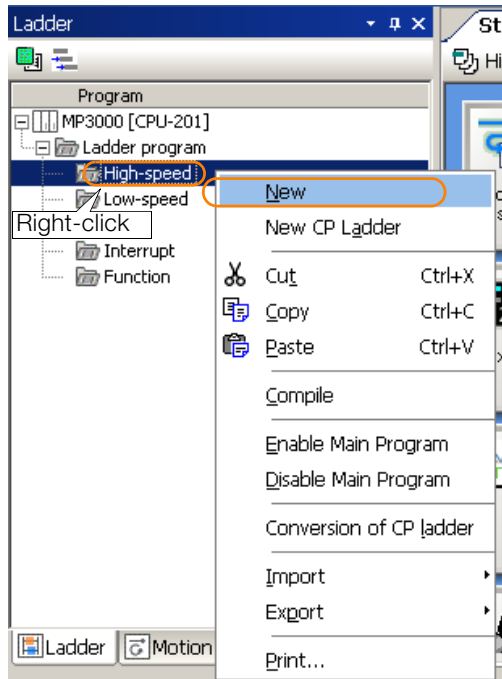 Ladder
St
Hi
Program
MP3000 [CPU-201]
Ladder program
High-speed
Low-speed
Right-click
Interrupt
Function
New
New CP Ladder
Cut Ctrl+X
Copy Ctrl+C
Paste Ctrl+V
Compile
Enable Main Program
Disable Main Program
Conversion of CP ladder
Import
Export
Print...
Ladder Motion